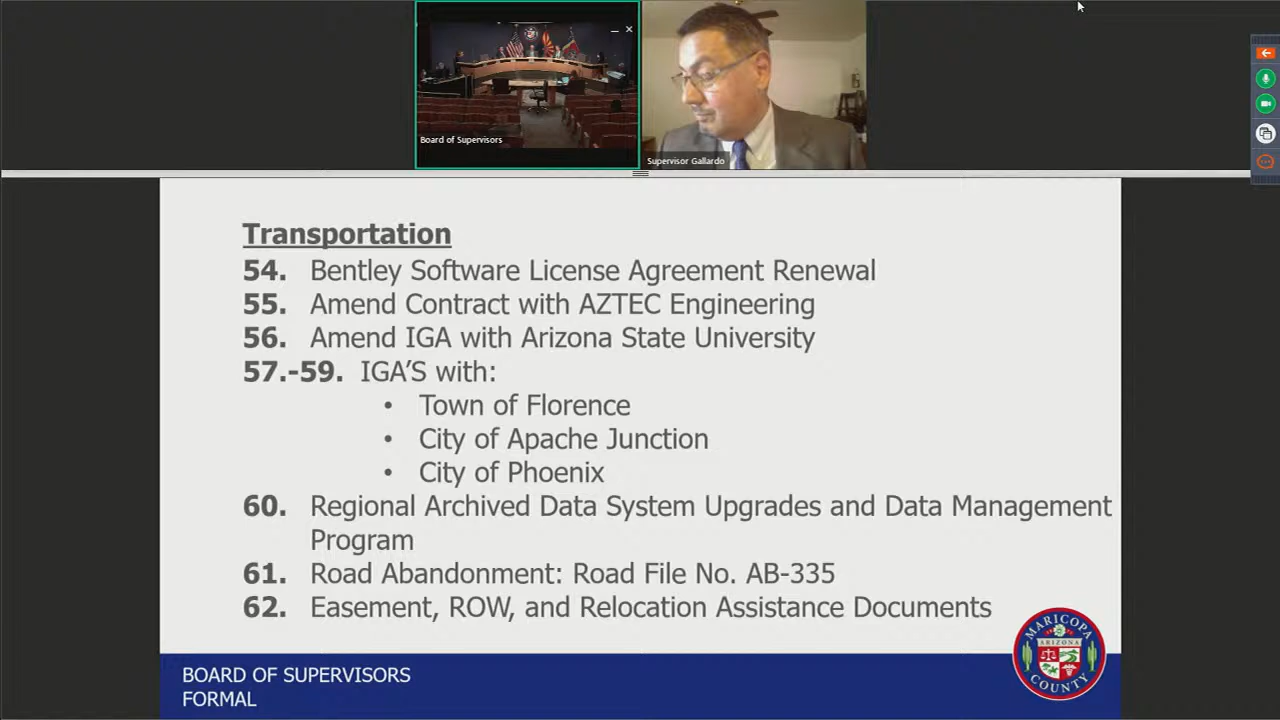 Board of Supervisors
Supervisor Gallardo
Transportation
54. Bentley Software License Agreement Renewal
55. Amend Contract with AZTEC Engineering
56. Amend IGA with Arizona State University
57.-59. IGA'S with:
• Town of Florence
• City of Apache Junction
• City of Phoenix
60. Regional Archived Data System Upgrades and Data Management
Program
61. Road Abandonment: Road File No. AB-335
62. Easement, ROW, and Relocation Assistance Documents
MARICOPA
ARIZONA
COUNTY
BOARD OF SUPERVISORS
FORMAL